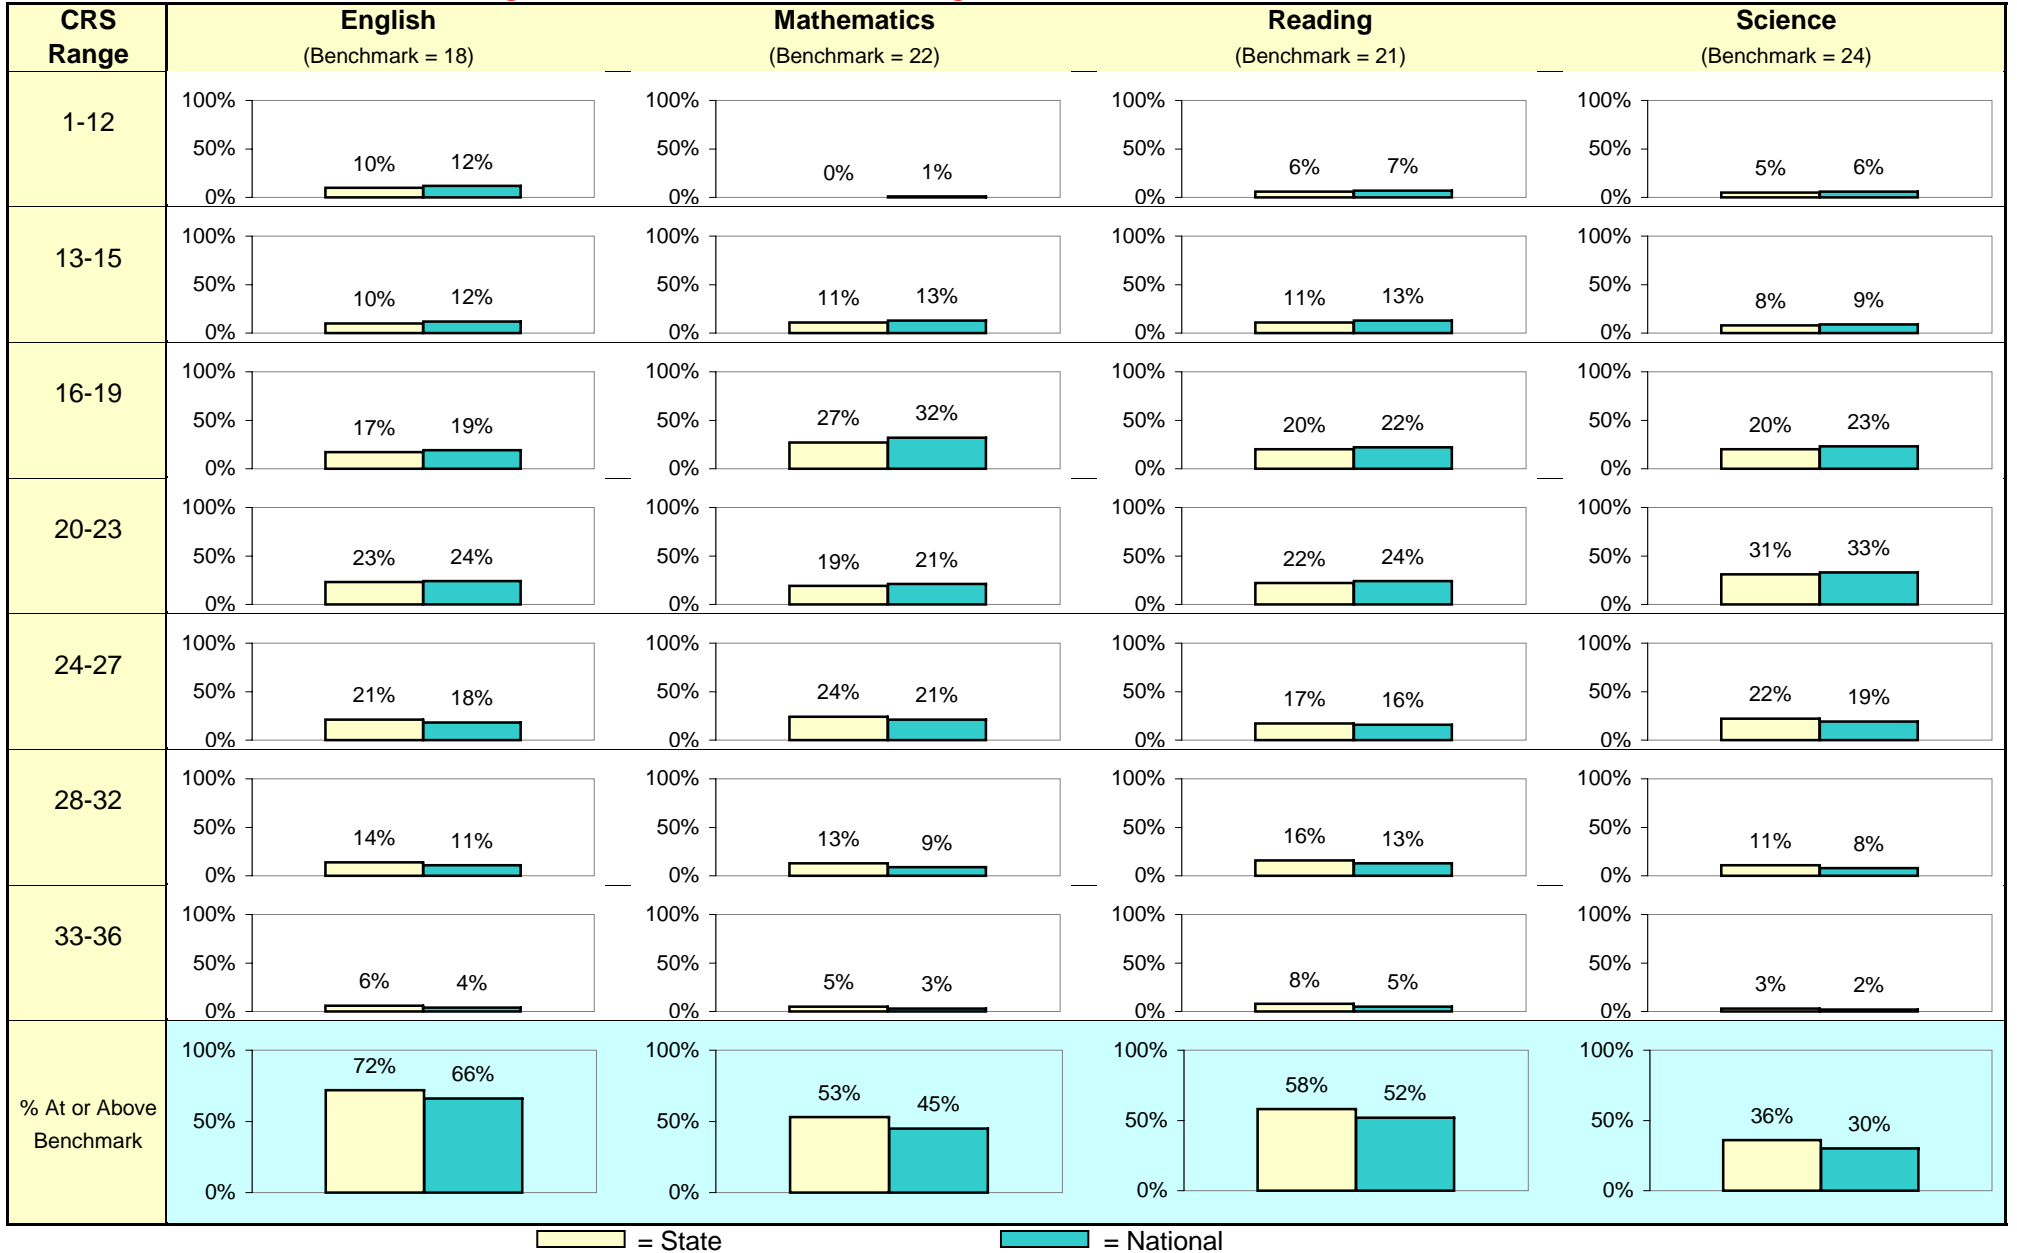 CRS Range English Mathematics Reading Science
(Benchmark = 18) (Benchmark = 22) (Benchmark = 21) (Benchmark = 24)
1-12
100% 100% 100% 100%
50% 10% 12% 50% 0% 1% 50% 6% 7% 50% 5% 6%
0% 0% 0% 0%
13-15
100% 100% 100% 100%
50% 10% 12% 50% 11% 13% 50% 11% 13% 50% 8% 9%
0% 0% 0% 0%
16-19
100% 100% 100% 100%
50% 17% 19% 50% 27% 32% 50% 20% 22% 50% 20% 23%
0% 0% 0% 0%
20-23
100% 100% 100% 100%
50% 23% 24% 50% 19% 21% 50% 22% 24% 50% 31% 33%
0% 0% 0% 0%
24-27
100% 100% 100% 100%
50% 21% 18% 50% 24% 21% 50% 17% 16% 50% 22% 19%
0% 0% 0% 0%
28-32
100% 100% 100% 100%
50% 14% 11% 50% 13% 9% 50% 16% 13% 50% 11% 8%
0% 0% 0% 0%
33-36
100% 100% 100% 100%
50% 6% 4% 50% 5% 3% 50% 8% 5% 50% 3% 2%
0% 0% 0% 0%
% At or Above
Benchmark
100% 72% 66% 100% 53% 45% 100% 58% 52% 100% 36% 30%
50% 50% 50% 50%
0% 0% 0% 0%
= State = National